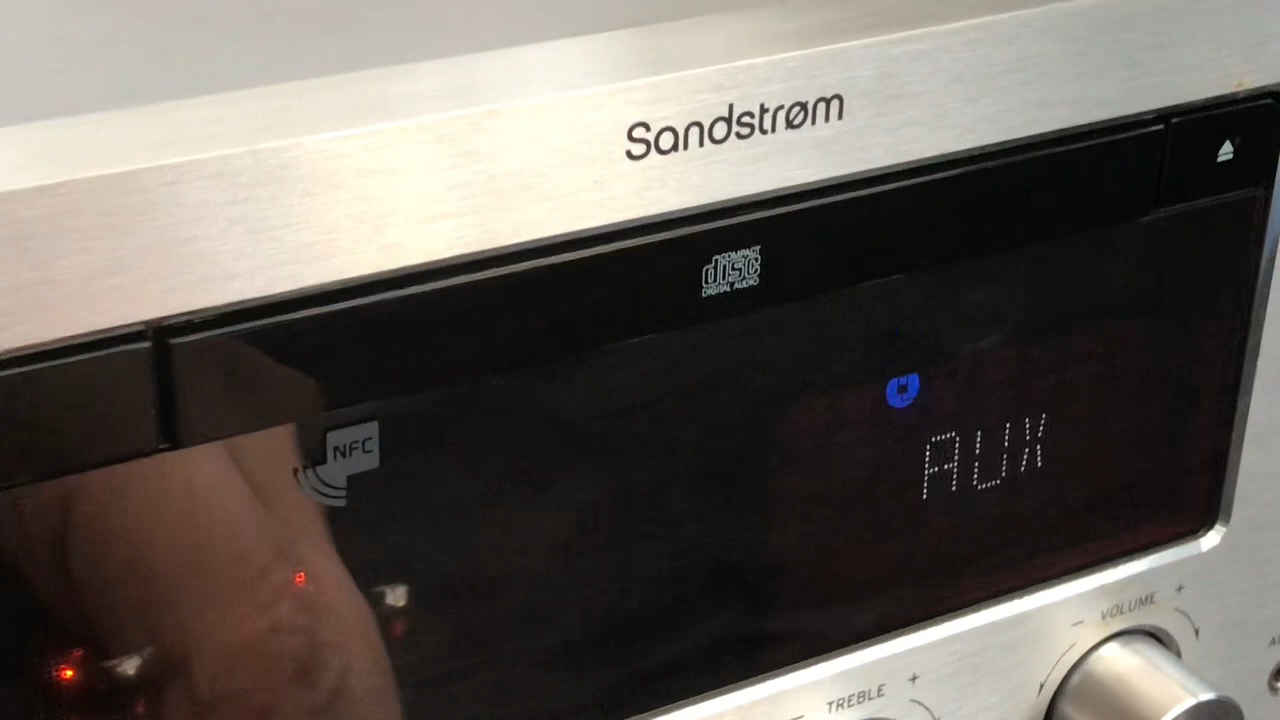 Sandstrøm
COMPACT
disc
DIGITAL AUDIO
NFC
AUX
− VOLUME +
− TREBLE +